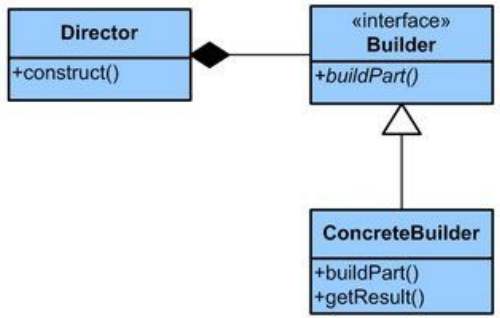 Director
+construct()
«interface»
Builder
+buildPart()
ConcreteBuilder
+buildPart()
+getResult()